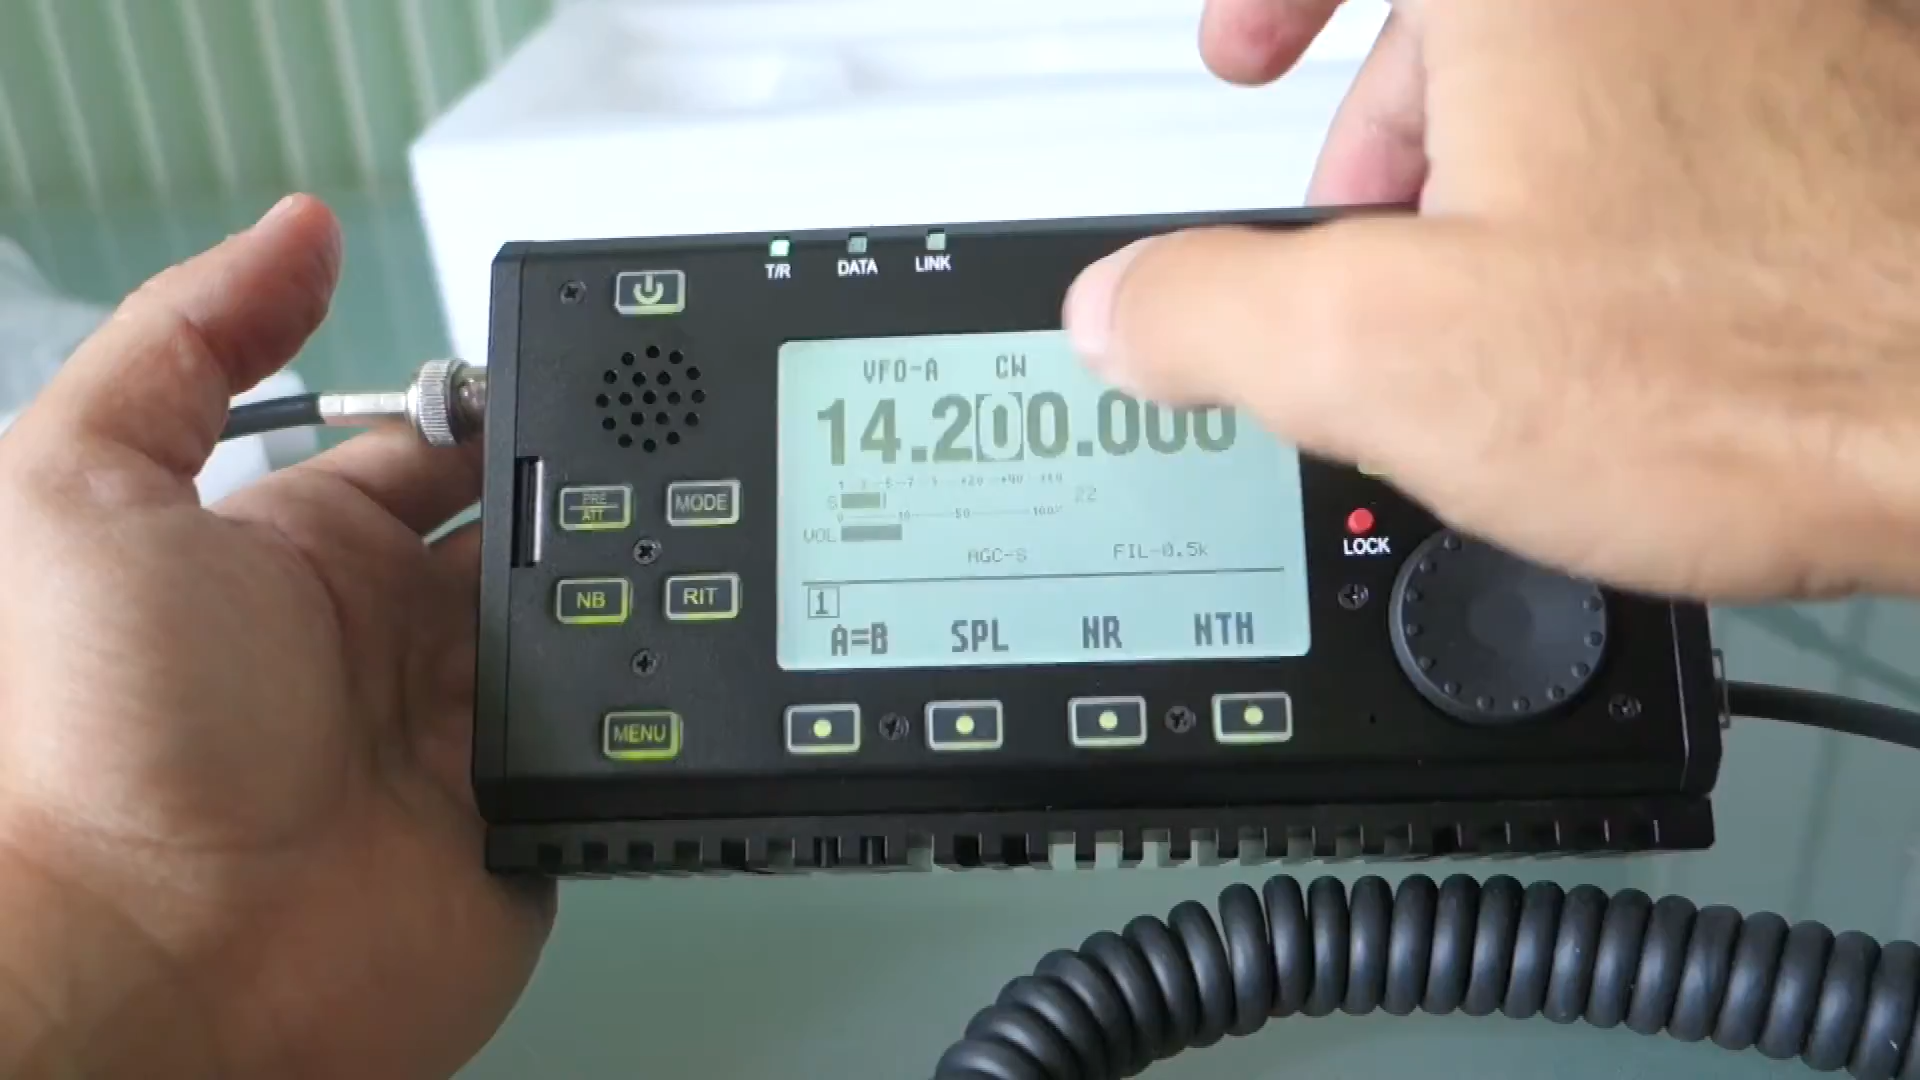 T/R DATA LINK
VFO-A CW
14.200.000
S
VOL
22
AGC-S FIL-0.5k
1
A=B SPL NR NTH
PRE
ATT
MODE
NB
RIT
MENU
LOCK